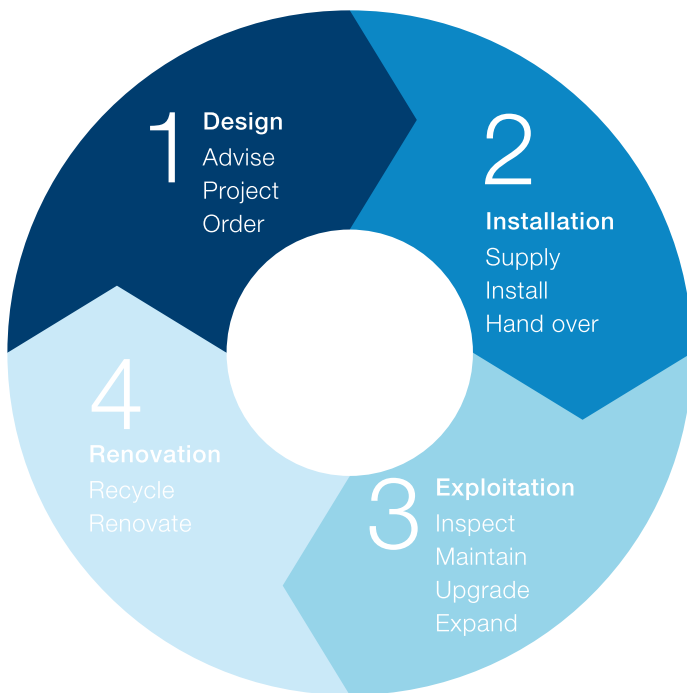 1
Design
Advise
Project
Order
2
Installation
Supply
Install
Hand over
3
Exploitation
Inspect
Maintain
Upgrade
Expand
4
Renovation
Recycle
Renovate